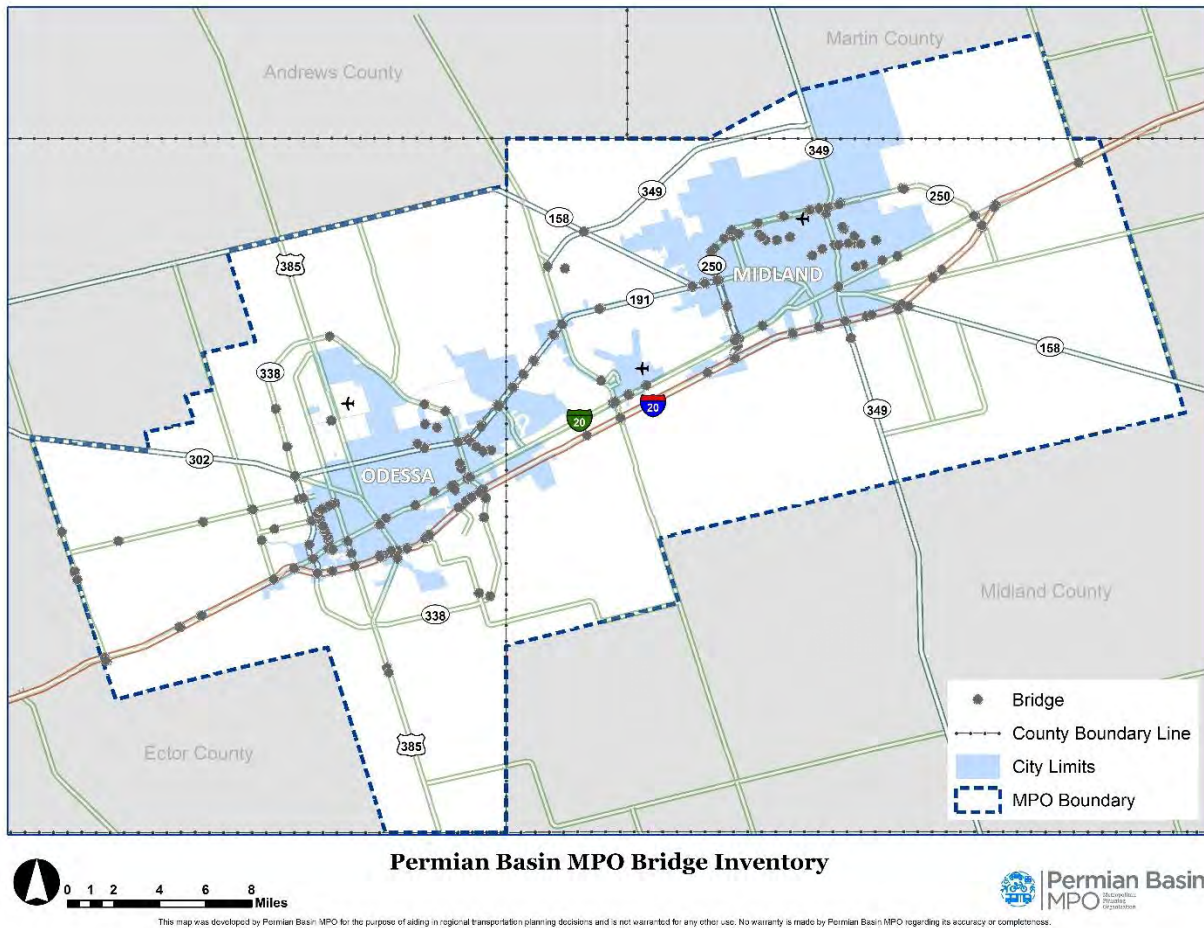 Andrews County
Martin County
349
158
349
250
385
250
MIDLAND
191
338
158
20
20
349
302
ODESSA
Midland County
338
Bridge
County Boundary Line
Ector County
385
City Limits
MPO Boundary
Permian Basin MPO Bridge Inventory
0 1 2 4 6 8
Miles
Permian Basin
MPO Metropolitan
Planning
Organization
This map was developed by Permian Basin MPO for the purpose of aiding in regional transportation planning decisions and is not warranted for any other use. No warranty is made by Permian Basin MPO regarding its accuracy or completeness.